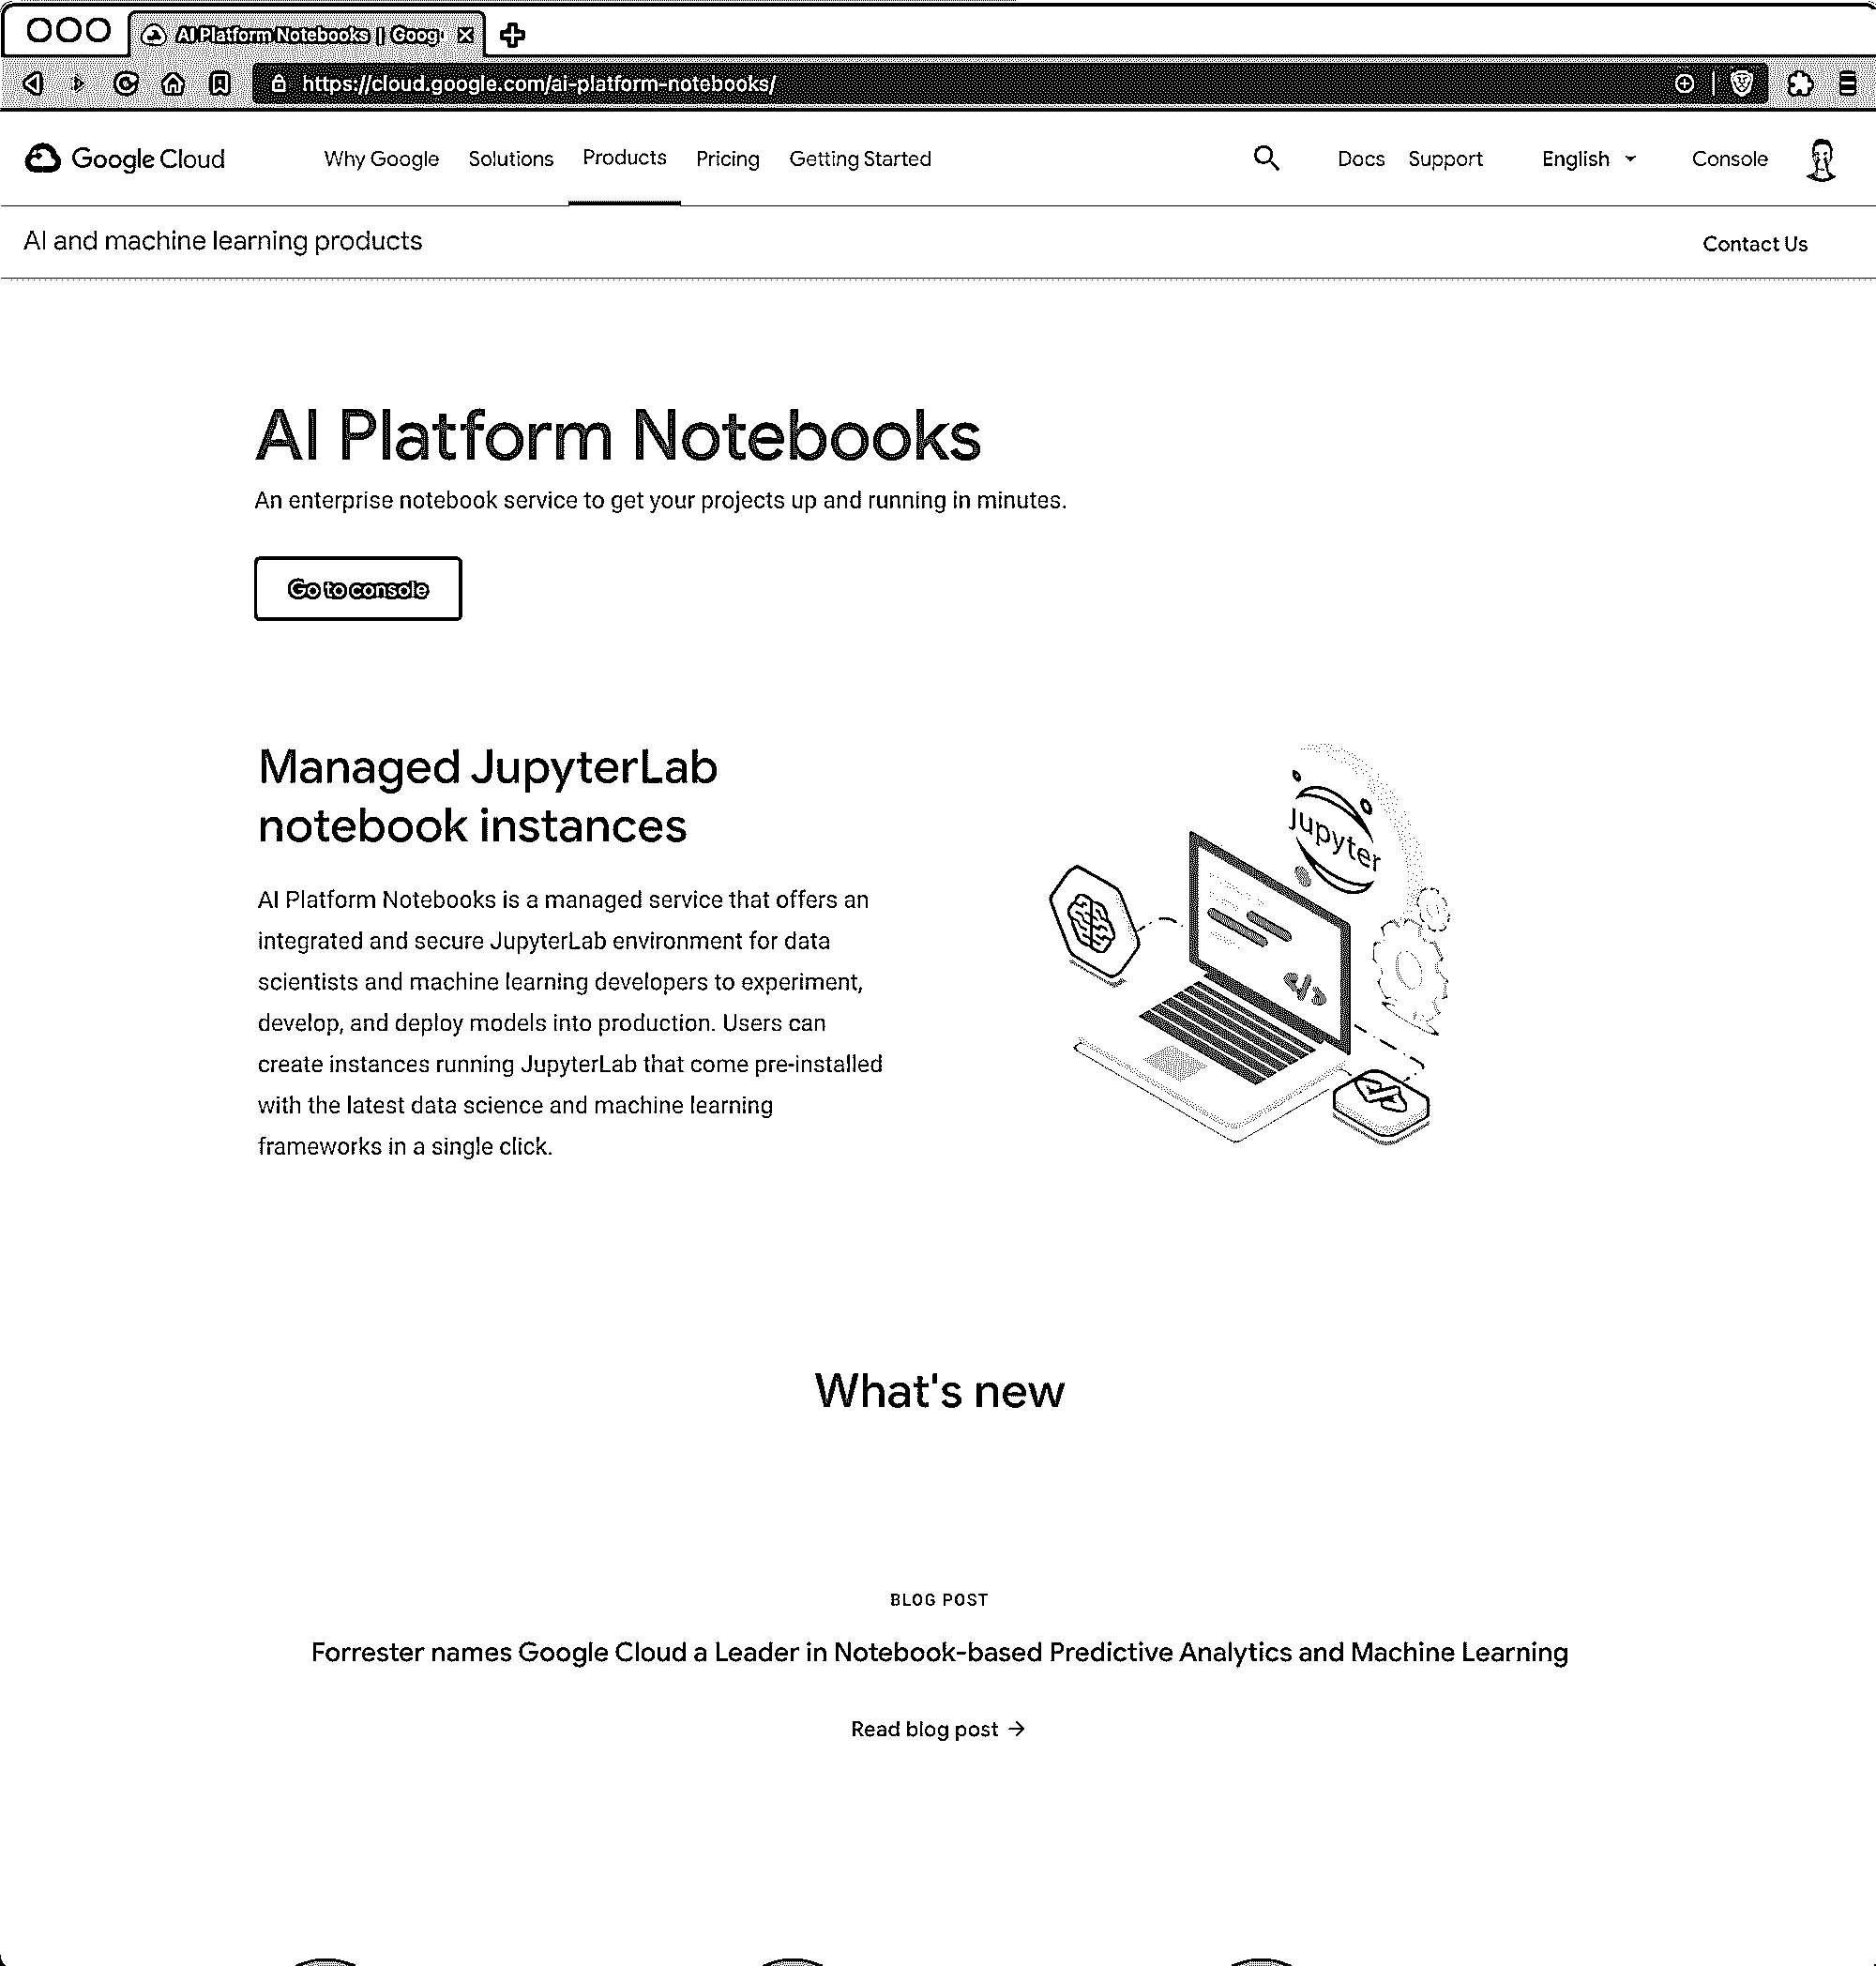 AI Platform Notebooks | Goog
https://cloud.google.com/ai-platform-notebooks/
Google Cloud Why Google Solutions Products Pricing Getting Started Docs Support English Console
AI and machine learning products Contact Us
AI Platform Notebooks
An enterprise notebook service to get your projects up and running in minutes.
Go to console
Managed JupyterLab
notebook instances
Jupyter
</>
AI Platform Notebooks is a managed service that offers an
integrated and secure JupyterLab environment for data
scientists and machine learning developers to experiment,
develop, and deploy models into production. Users can
create instances running JupyterLab that come pre-installed
with the latest data science and machine learning
frameworks in a single click.
What's new
BLOG POST
Forrester names Google Cloud a Leader in Notebook-based Predictive Analytics and Machine Learning
Read blog post →